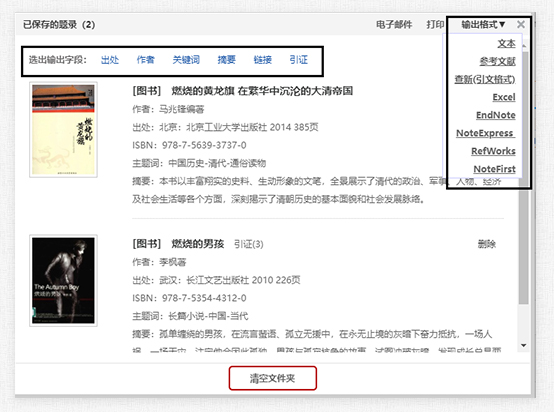 已保存的题录（2）
电子邮件 打印 输出格式▼ ×
选出输出字段： 出处 作者 关键词 摘要 链接 引证
文本
参考文献
查新(引文格式)
Excel
EndNote
NoteExpress
RefWorks
NoteFirst
燃烧的黄龙旗
[图书] 燃烧的黄龙旗 在繁华中沉沦的大清帝国
作者：马兆锋编著
出处：北京：北京工业大学出版社 2014 385页
ISBN：978-7-5639-3737-0
主题词：中国历史-清代-通俗读物
摘要：本书以丰富翔实的史料、生动形象的文笔，全景展示了清代的政治、军事、人物、经济
及社会生活等各个方面，深刻揭示了清朝历史的基本面貌和社会发展脉络。
The Autumn Boy
燃烧的男孩
[图书] 燃烧的男孩 引证(3) 删除
作者：李枫著
出处：武汉：长江文艺出版社 2010 226页
ISBN：978-7-5354-4312-0
主题词：长篇小说-中国-当代
摘要：孤单缠绕的男孩，在流言蜚语、孤立无援中，在永无止境的灰暗下奋力抵抗，一场人
清空文件夹